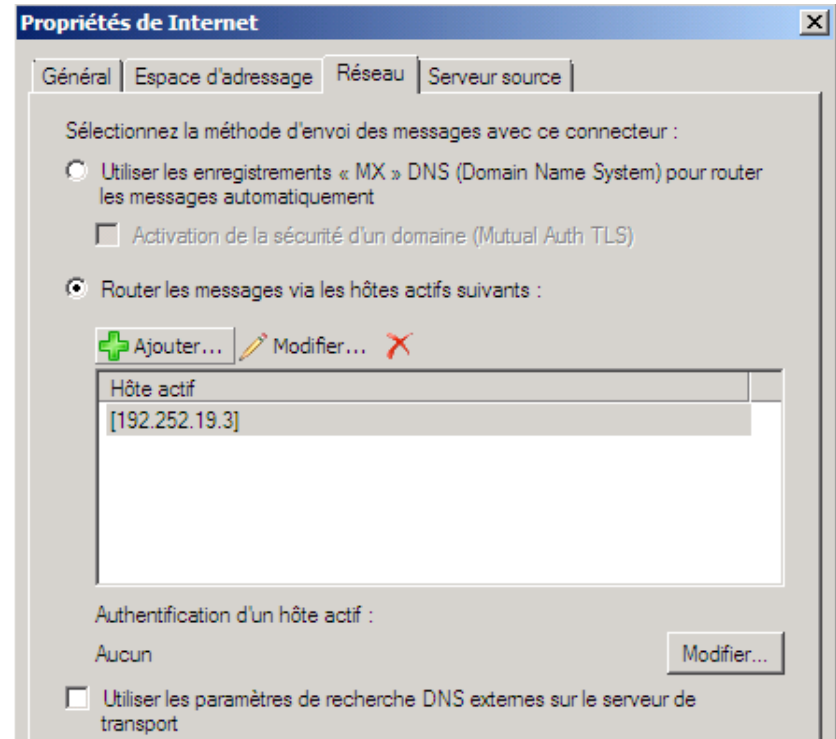 Propriétés de Internet
Général Espace d'adressage Réseau Serveur source
Sélectionnez la méthode d'envoi des messages avec ce connecteur :
Utiliser les enregistrements « MX » DNS (Domain Name System) pour router
les messages automatiquement
Activation de la sécurité d'un domaine (Mutual Auth TLS)
Router les messages via les hôtes actifs suivants :
Ajouter... Modifier...
Hôte actif
[192.252.19.3]
Authentification d'un hôte actif :
Aucun Modifier...
Utiliser les paramètres de recherche DNS externes sur le serveur de
transport